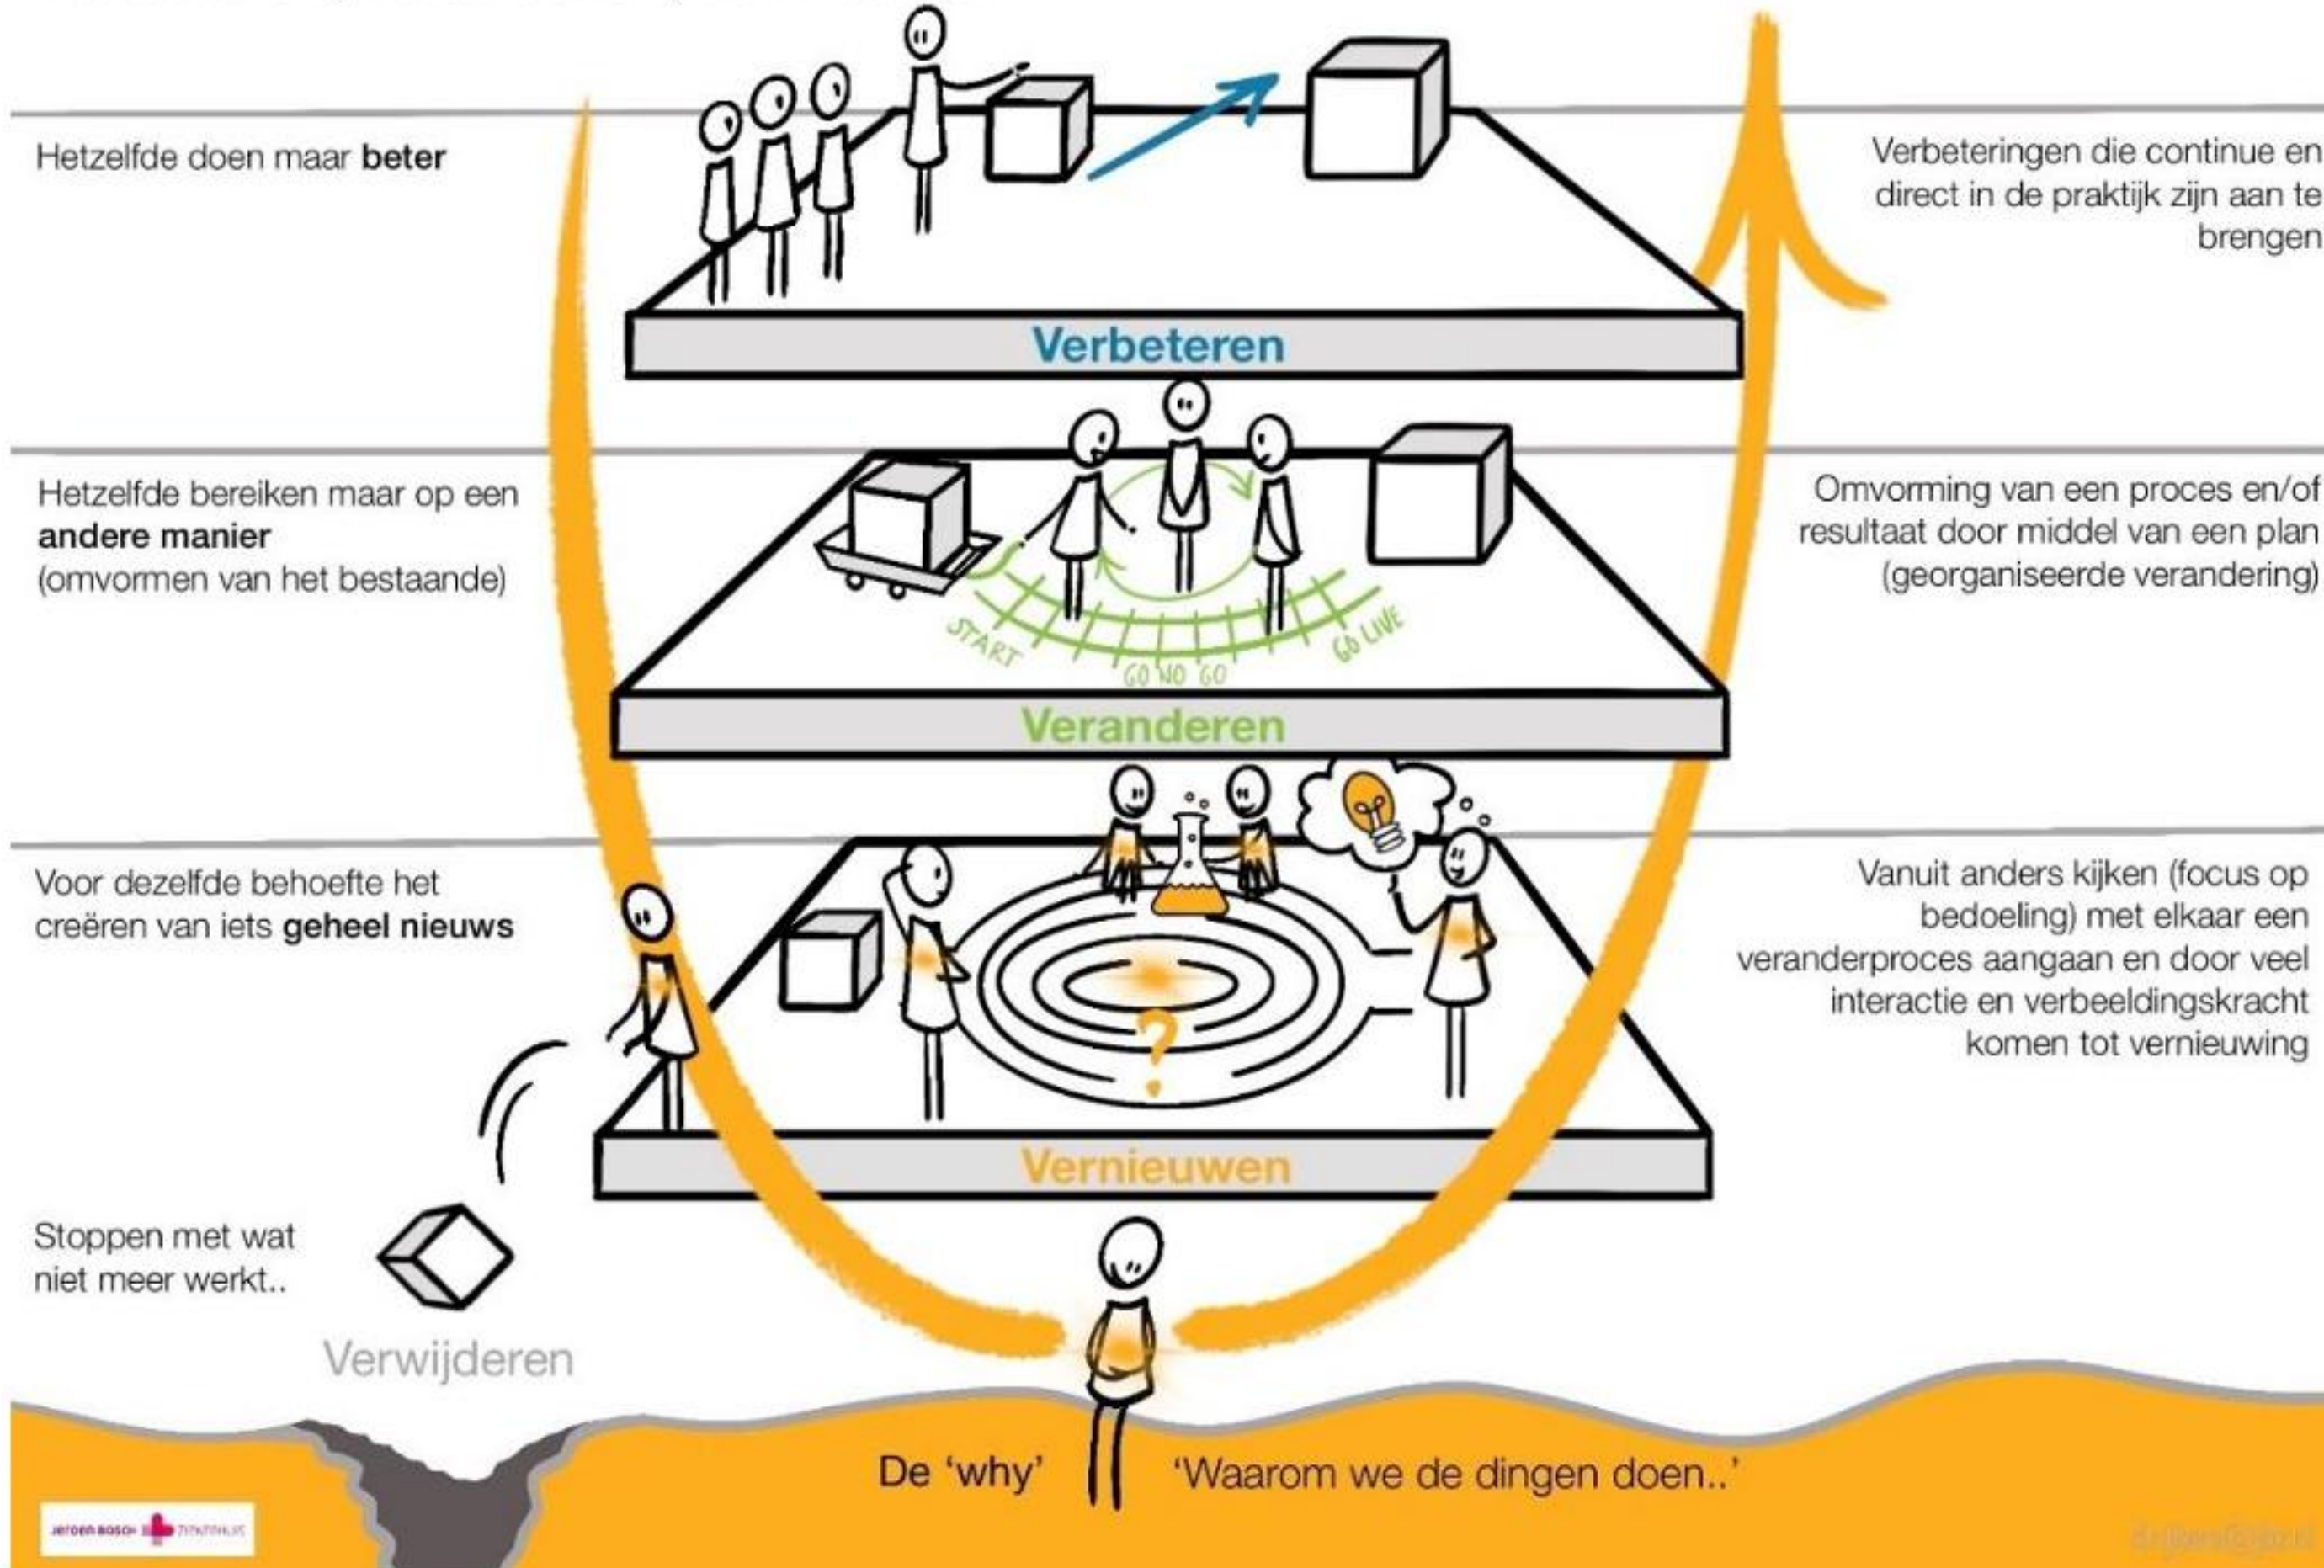 Hetzelfde doen maar beter
Verbeteringen die continue en
direct in de praktijk zijn aan te
brengen
Verbeteren
Hetzelfde bereiken maar op een
andere manier
(omvormen van het bestaande)
Omvorming van een proces en/of
resultaat door middel van een plan
(georganiseerde verandering)
START
GO NO GO
GO LIVE
Veranderen
Voor dezelfde behoefte het
creëren van iets geheel nieuws
Vanuit anders kijken (focus op
bedoeling) met elkaar een
veranderproces aangaan en door veel
interactie en verbeeldingskracht
komen tot vernieuwing
?
Vernieuwen
Stoppen met wat
niet meer werkt..
Verwijderen
De ‘why’
‘Waarom we de dingen doen..’
JEROEN BOSCH ZIEKENHUIS